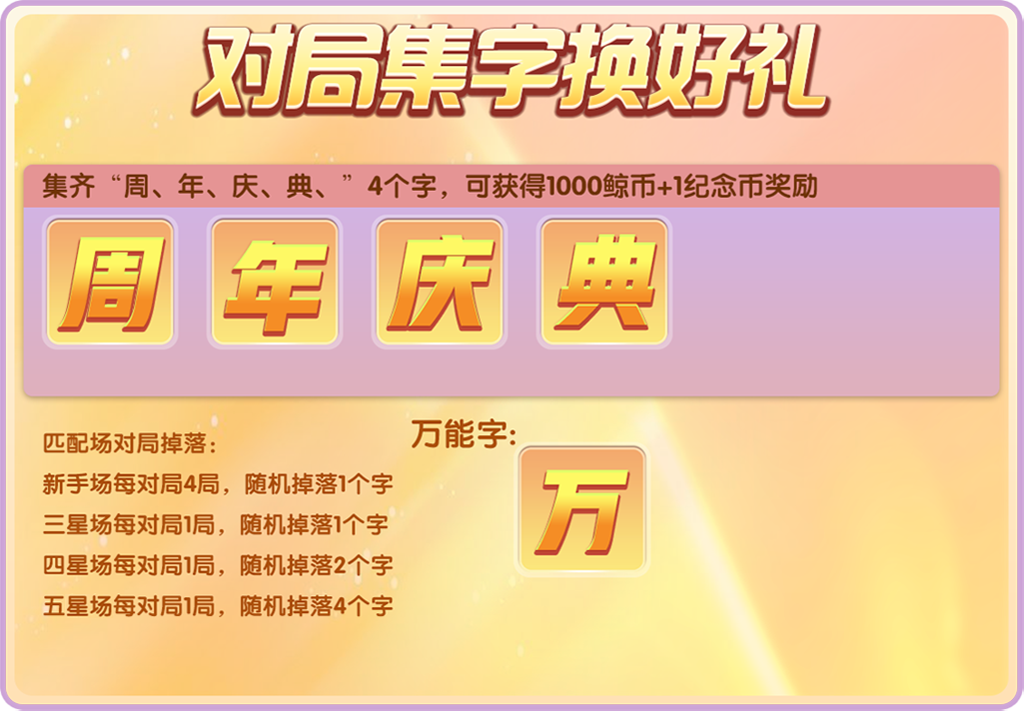 对局集字换好礼
集齐“周、年、庆、典、”4个字，可获得1000鲸币+1纪念币奖励
周 年 庆 典
匹配场对局掉落：
新手场每对局4局，随机掉落1个字
三星场每对局1局，随机掉落1个字
四星场每对局1局，随机掉落2个字
五星场每对局1局，随机掉落4个字
万能字:
万